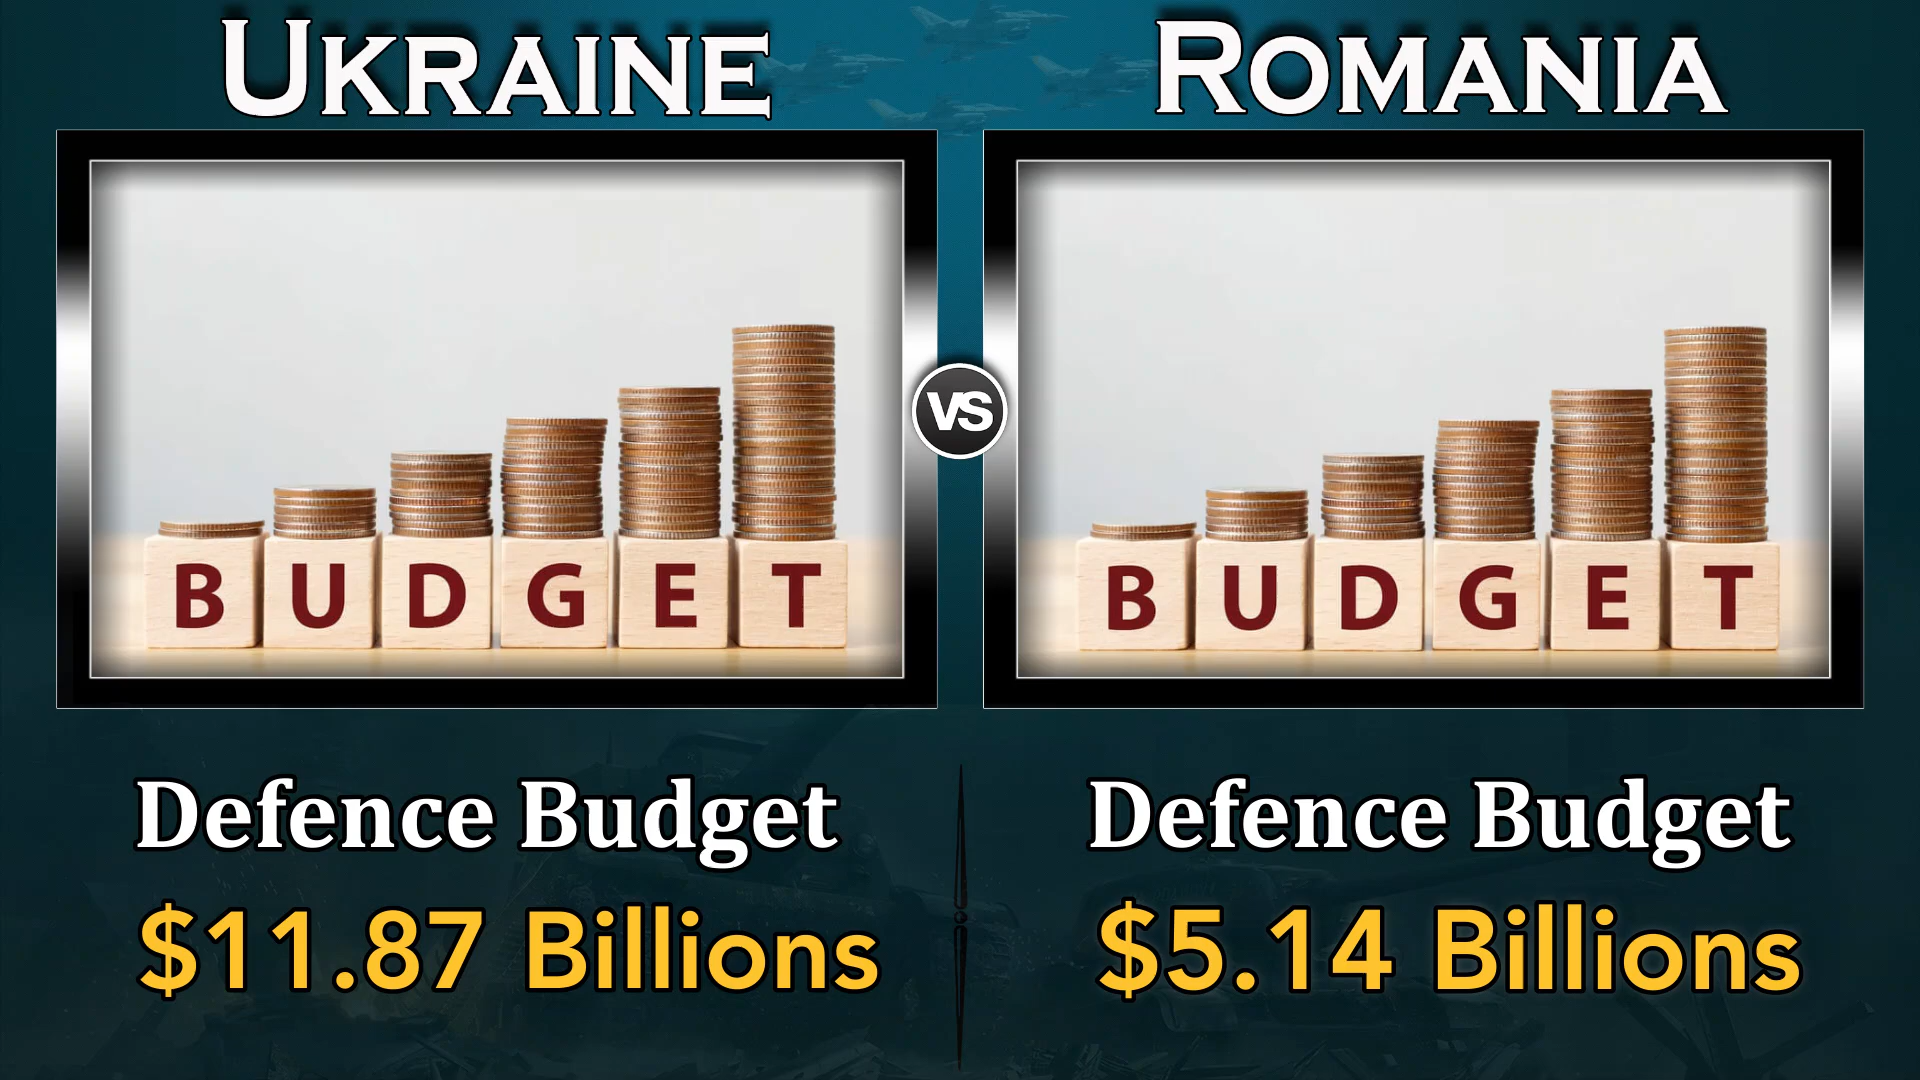 UKRAINE
ROMANIA
BUDGET
VS
BUDGET
Defence Budget
$11.87 Billions
Defence Budget
$5.14 Billions